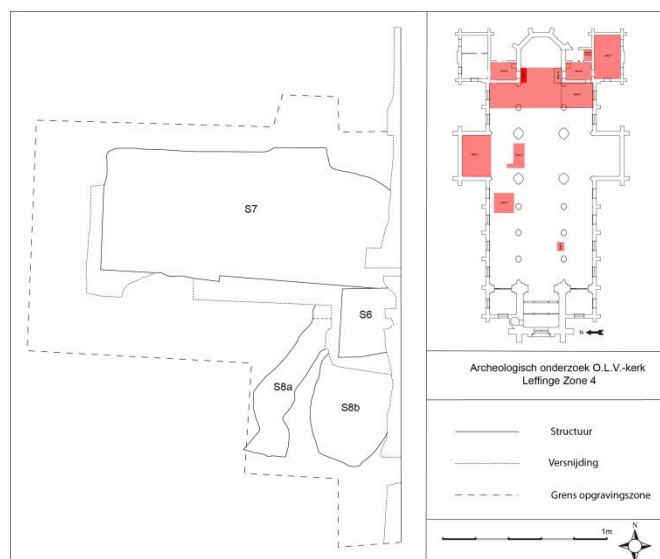 S7
S6
S8a
S8b
N
Archeologisch onderzoek O.L.V.-kerk
Leffinge Zone 4
Structuur
Versnijding
Grens opgravingszone
1m
N